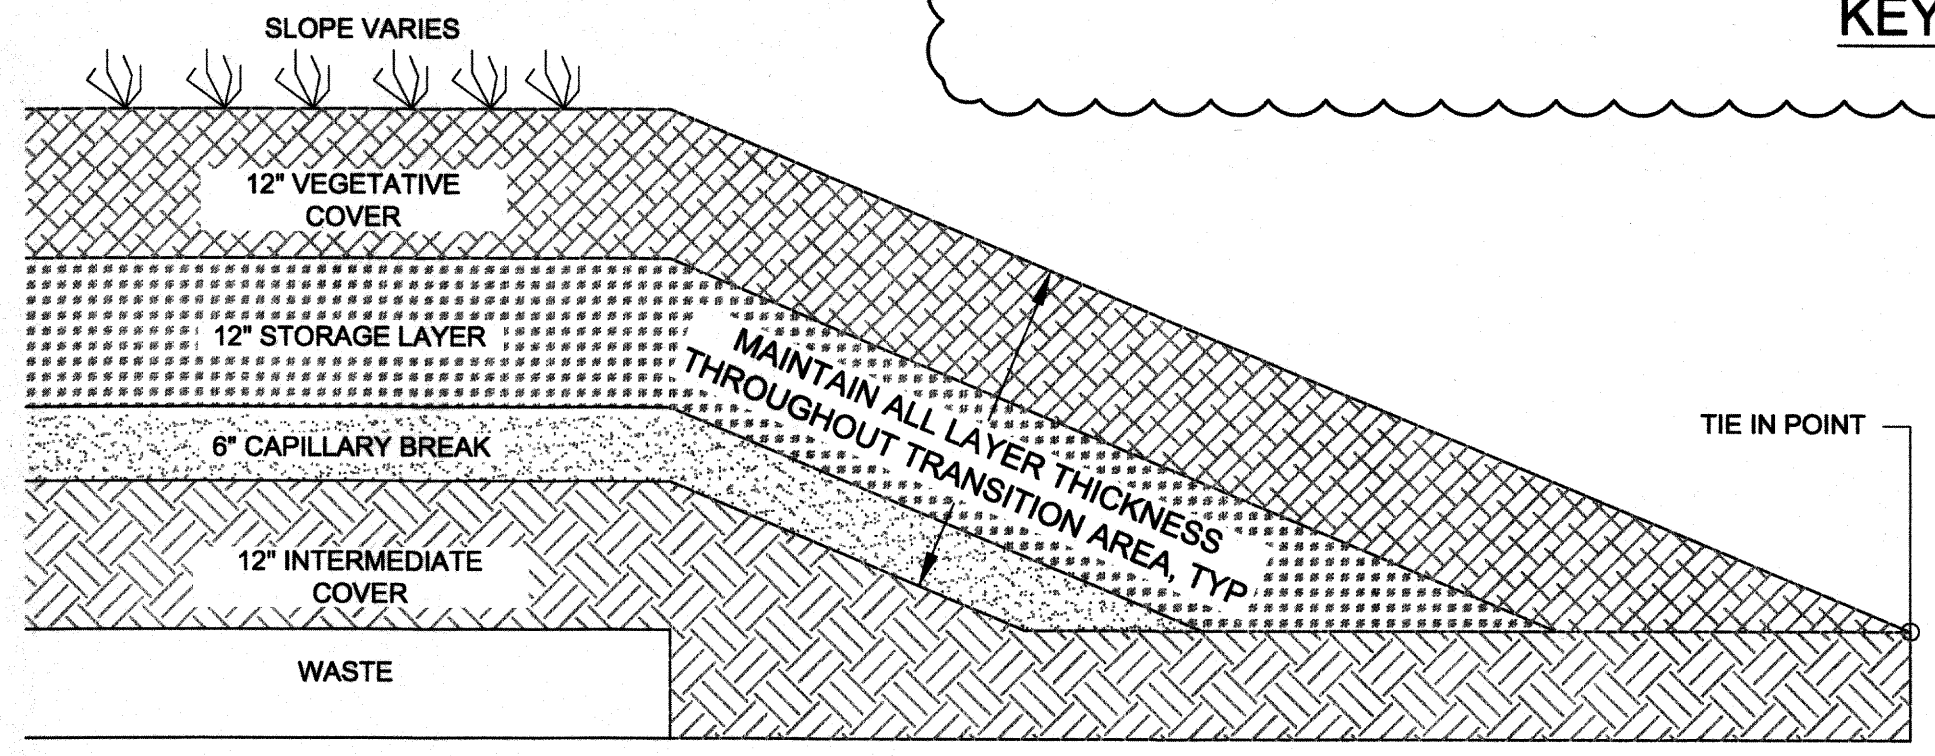 SLOPE VARIES
KEY
12" VEGETATIVE
COVER
12" STORAGE LAYER
MAINTAIN ALL LAYER THICKNESS
THROUGHOUT TRANSITION AREA, TYP
TIE IN POINT
6" CAPILLARY BREAK
12" INTERMEDIATE
COVER
WASTE